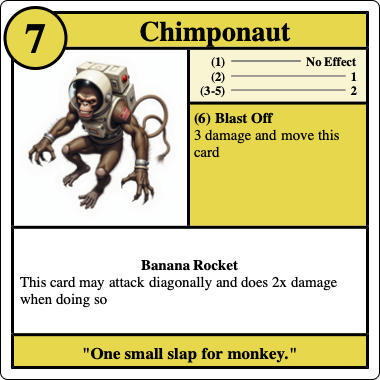 7
Chimponaut
(1) No Effect
(2) 1
(3-5) 2
(6) Blast Off
3 damage and move this
card
Banana Rocket
This card may attack diagonally and does 2x damage
when doing so
"One small slap for monkey."